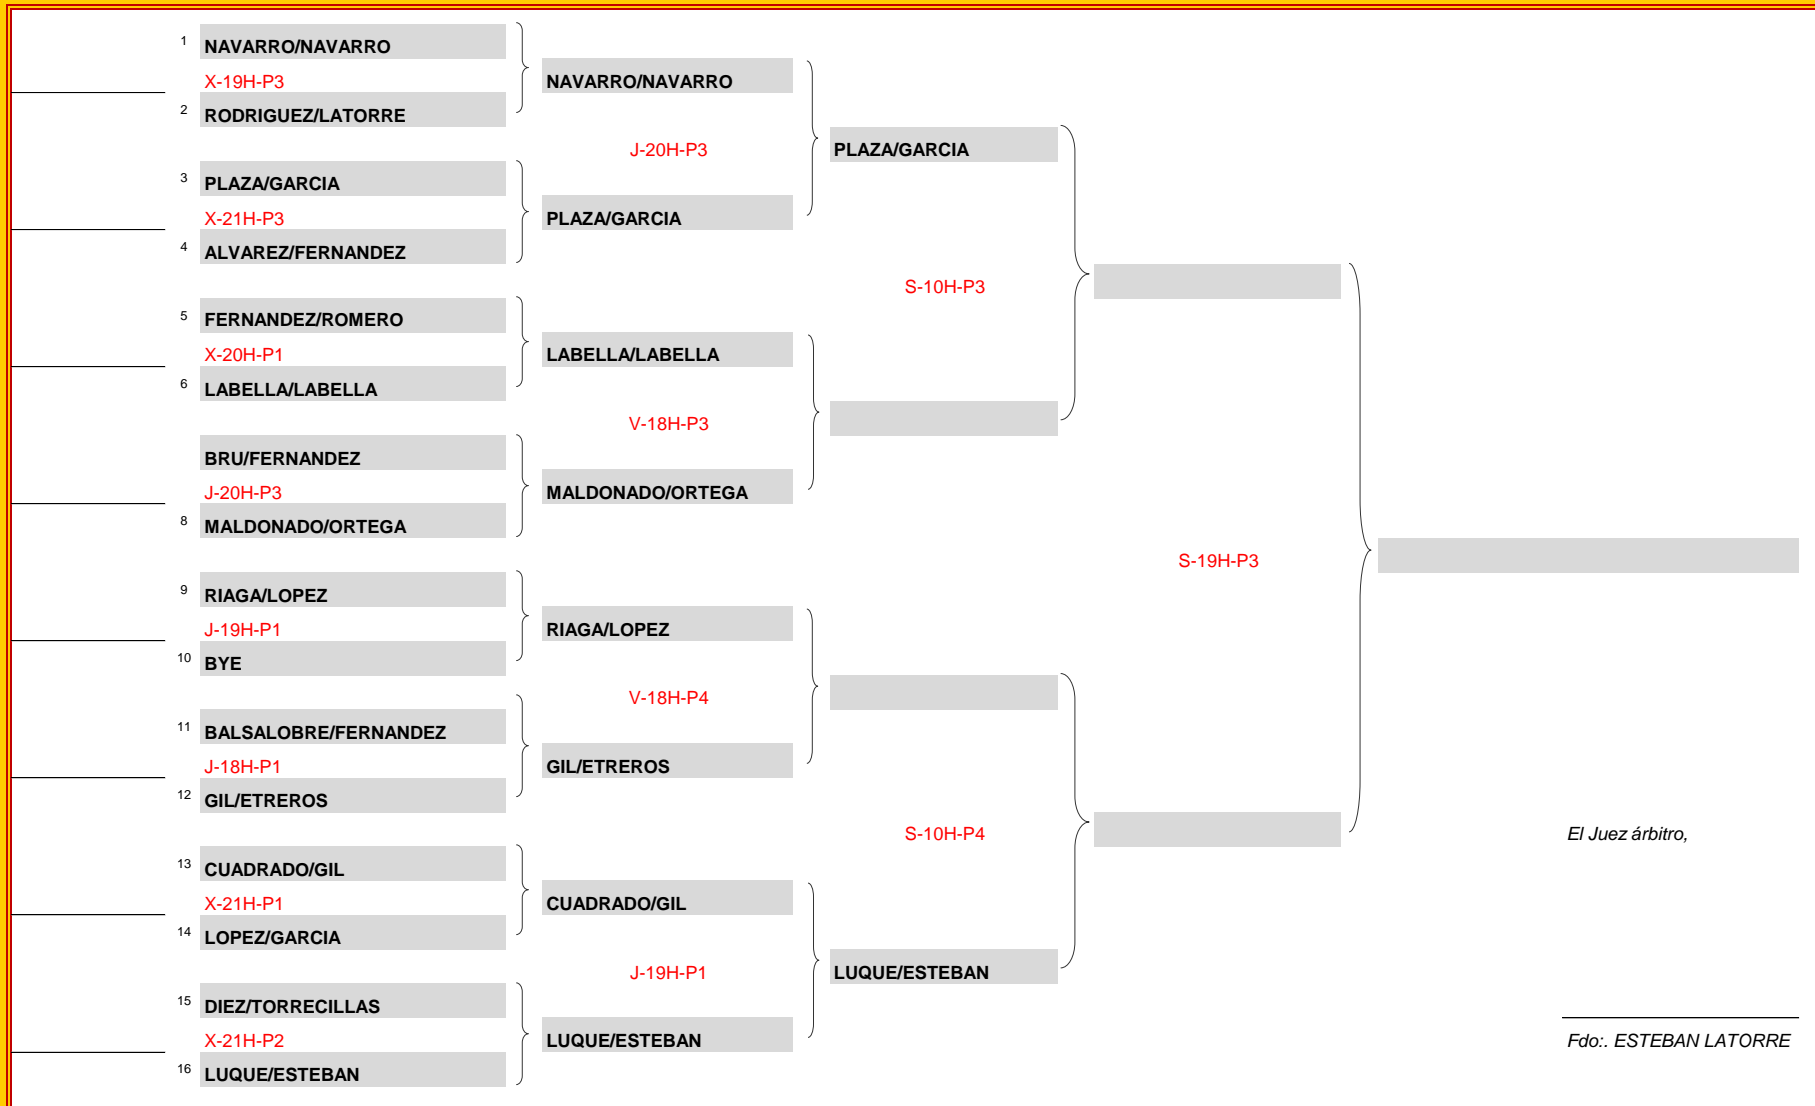 1 NAVARRO/NAVARRO
X-19H-P3
2 RODRIGUEZ/LATORRE
3 PLAZA/GARCIA
X-21H-P3
4 ALVAREZ/FERNANDEZ
5 FERNANDEZ/ROMERO
X-20H-P1
6 LABELLA/LABELLA
BRU/FERNANDEZ
J-20H-P3
8 MALDONADO/ORTEGA
9 RIAGA/LOPEZ
J-19H-P1
10 BYE
11 BALSALOBRE/FERNANDEZ
J-18H-P1
12 GIL/ETREROS
13 CUADRADO/GIL
X-21H-P1
14 LOPEZ/GARCIA
15 DIEZ/TORRECILLAS
X-21H-P2
16 LUQUE/ESTEBAN
NAVARRO/NAVARRO
J-20H-P3
PLAZA/GARCIA
LABELLA/LABELLA
V-18H-P3
MALDONADO/ORTEGA
RIAGA/LOPEZ
V-18H-P4
GIL/ETREROS
CUADRADO/GIL
J-19H-P1
LUQUE/ESTEBAN
PLAZA/GARCIA
S-10H-P3
S-10H-P4
LUQUE/ESTEBAN
S-19H-P3
El Juez árbitro,
Fdo:. ESTEBAN LATORRE